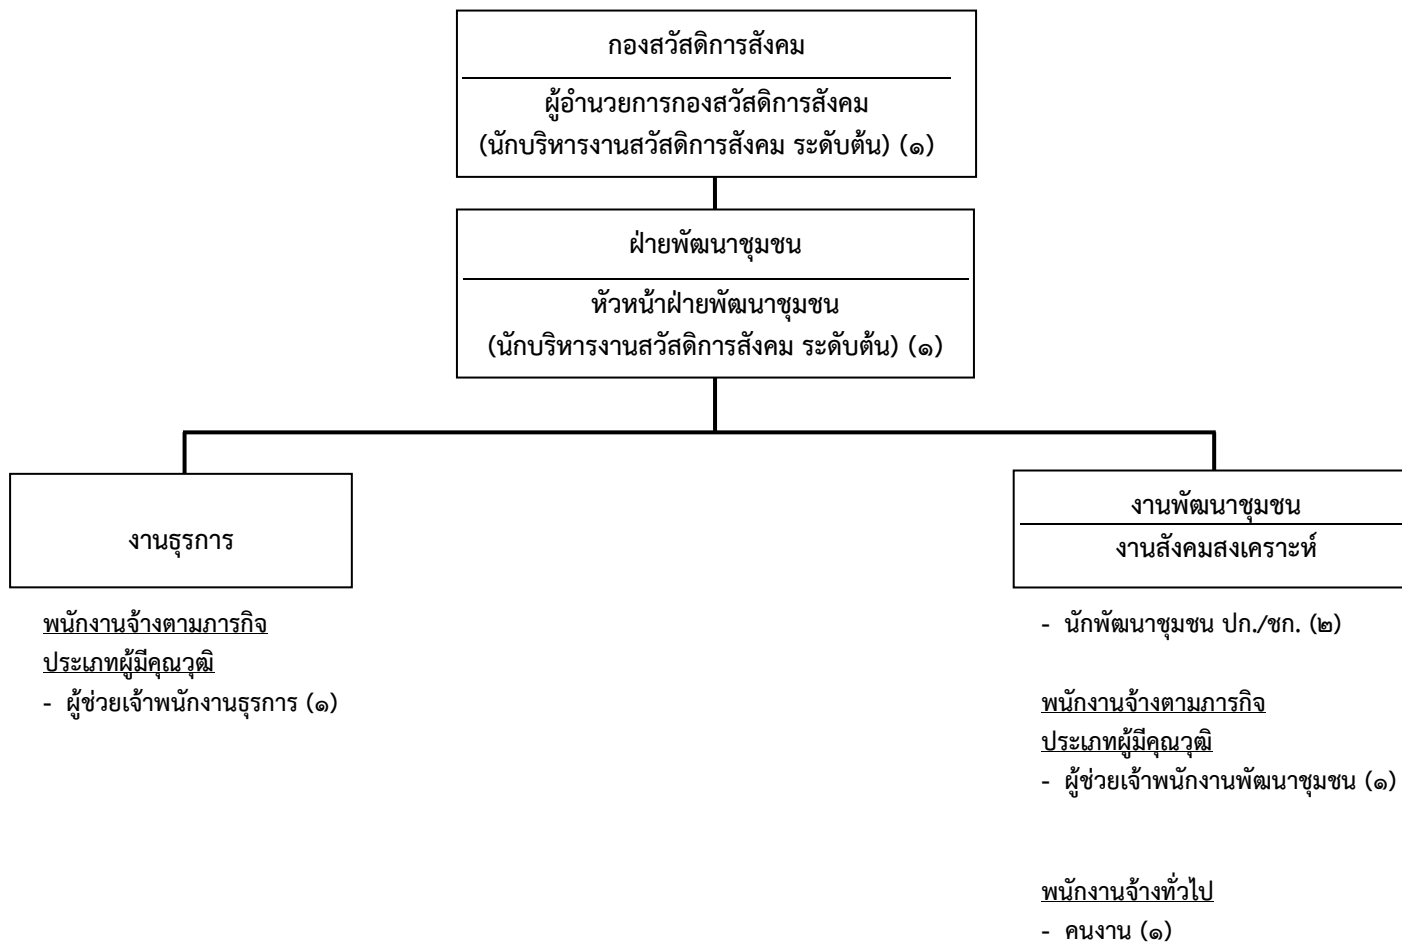 กองสวัสดิการสังคม
ผู้อำนวยการกองสวัสดิการสังคม
(นักบริหารงานสวัสดิการสังคม ระดับต้น) (๑)
ฝ่ายพัฒนาชุมชน
หัวหน้าฝ่ายพัฒนาชุมชน
(นักบริหารงานสวัสดิการสังคม ระดับต้น) (๑)
งานธุรการ
พนักงานจ้างตามภารกิจ
ประเภทผู้มีคุณวุฒิ
- ผู้ช่วยเจ้าพนักงานธุรการ (๑)
งานพัฒนาชุมชน
งานสังคมสงเคราะห์
- นักพัฒนาชุมชน ปก./ชก. (๒)
พนักงานจ้างตามภารกิจ
ประเภทผู้มีคุณวุฒิ
- ผู้ช่วยเจ้าพนักงานพัฒนาชุมชน (๑)
พนักงานจ้างทั่วไป
- คนงาน (๑)